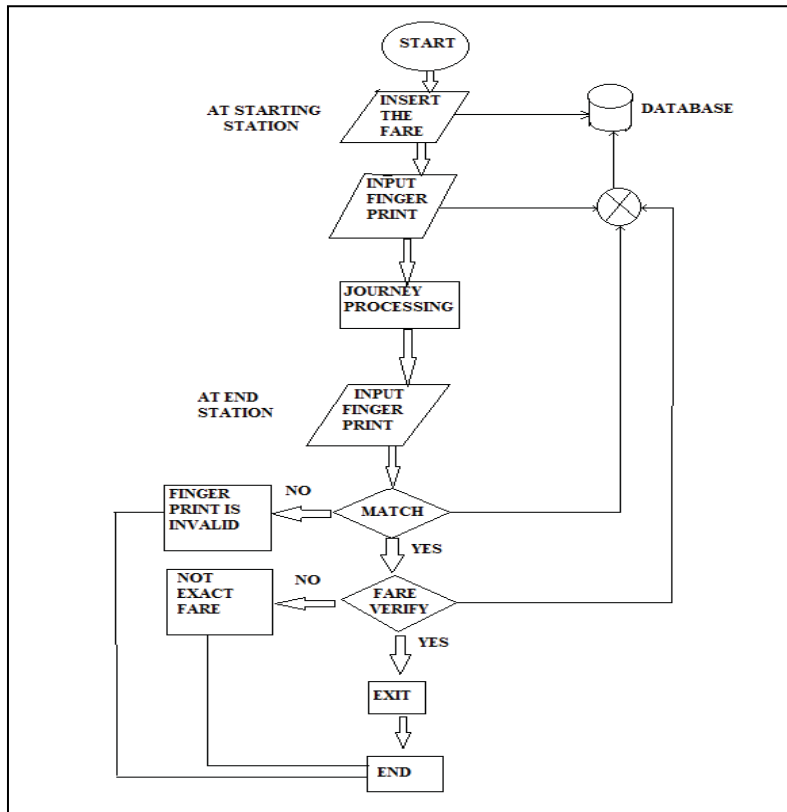 START
AT STARTING
STATION
INSERT
THE
FARE
DATABASE
INPUT
FINGER
PRINT
JOURNEY
PROCESSING
AT END
STATION
INPUT
FINGER
PRINT
FINGER
PRINT IS
INVALID
NO
MATCH
YES
NOT
EXACT
FARE
NO
FARE
VERIFY
YES
EXIT
END